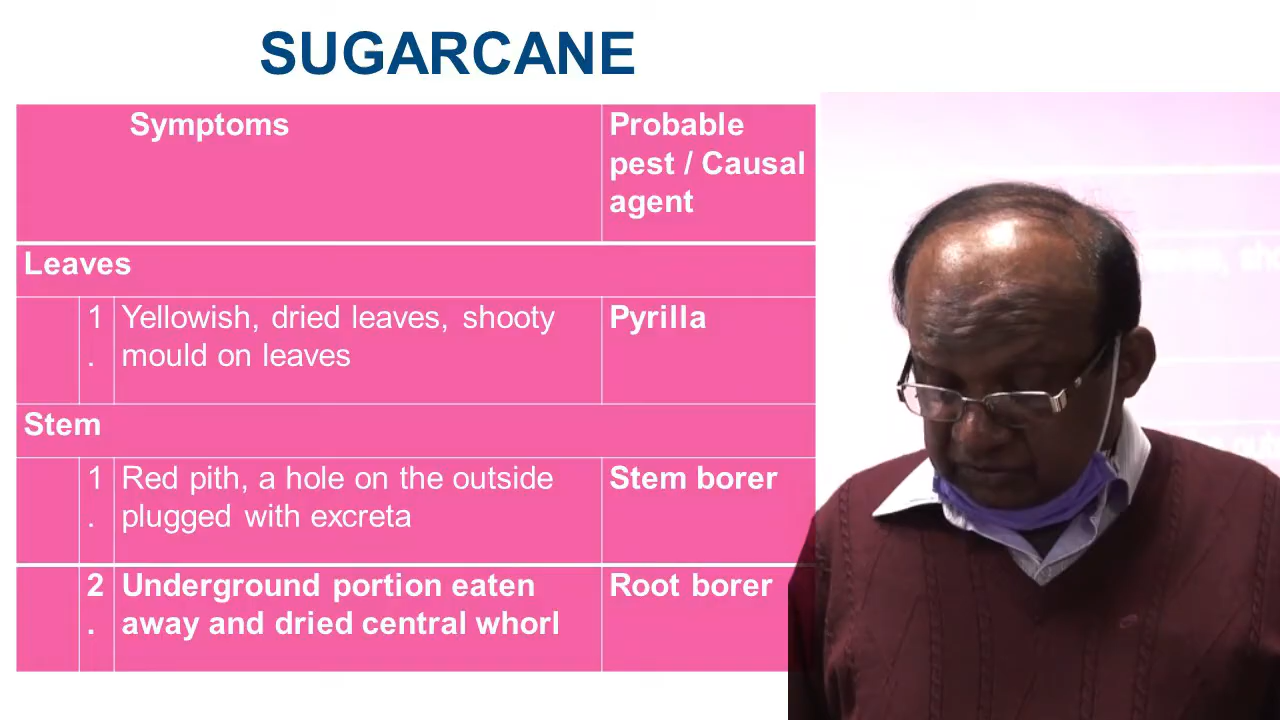 SUGARCANE
Symptoms
Probable
pest / Causal
agent
Leaves
1
.
Yellowish, dried leaves, shooty
mould on leaves
Pyrilla
Stem
1
.
Red pith, a hole on the outside
plugged with excreta
Stem borer
2
.
Underground portion eaten
away and dried central whorl
Root borer